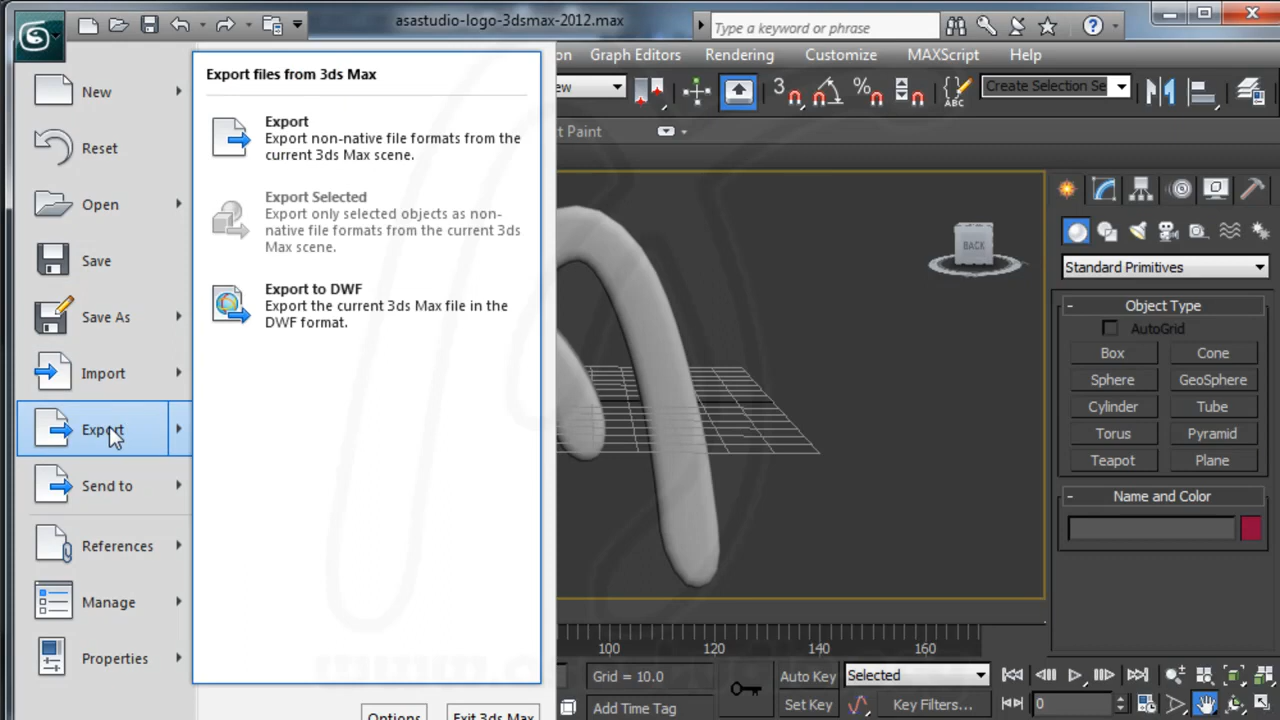 asastudio-logo-3dsmax-2012.max
Type a keyword or phrase
Graph Editors
Rendering
Customize
MAXScript
Help
Create Selection Se
New
Reset
Open
Save
Save As
Import
Export
Send to
References
Manage
Properties
Export files from 3ds Max
Export
Export non-native file formats from the
current 3ds Max scene.
Export Selected
Export only selected objects as non-
native file formats from the current 3ds
Max scene.
Export to DWF
Export the current 3ds Max file in the
DWF format.
Options
Exit 3ds Max
ew
3
%
ABC
t Paint
BACK
Standard Primitives
- Object Type
AutoGrid
Box Cone
Sphere GeoSphere
Cylinder Tube
Torus Pyramid
Teapot Plane
- Name and Color
100 120 140 160
Grid = 10.0
Auto Key
Selected
Add Time Tag
Set Key
Key Filters...
0